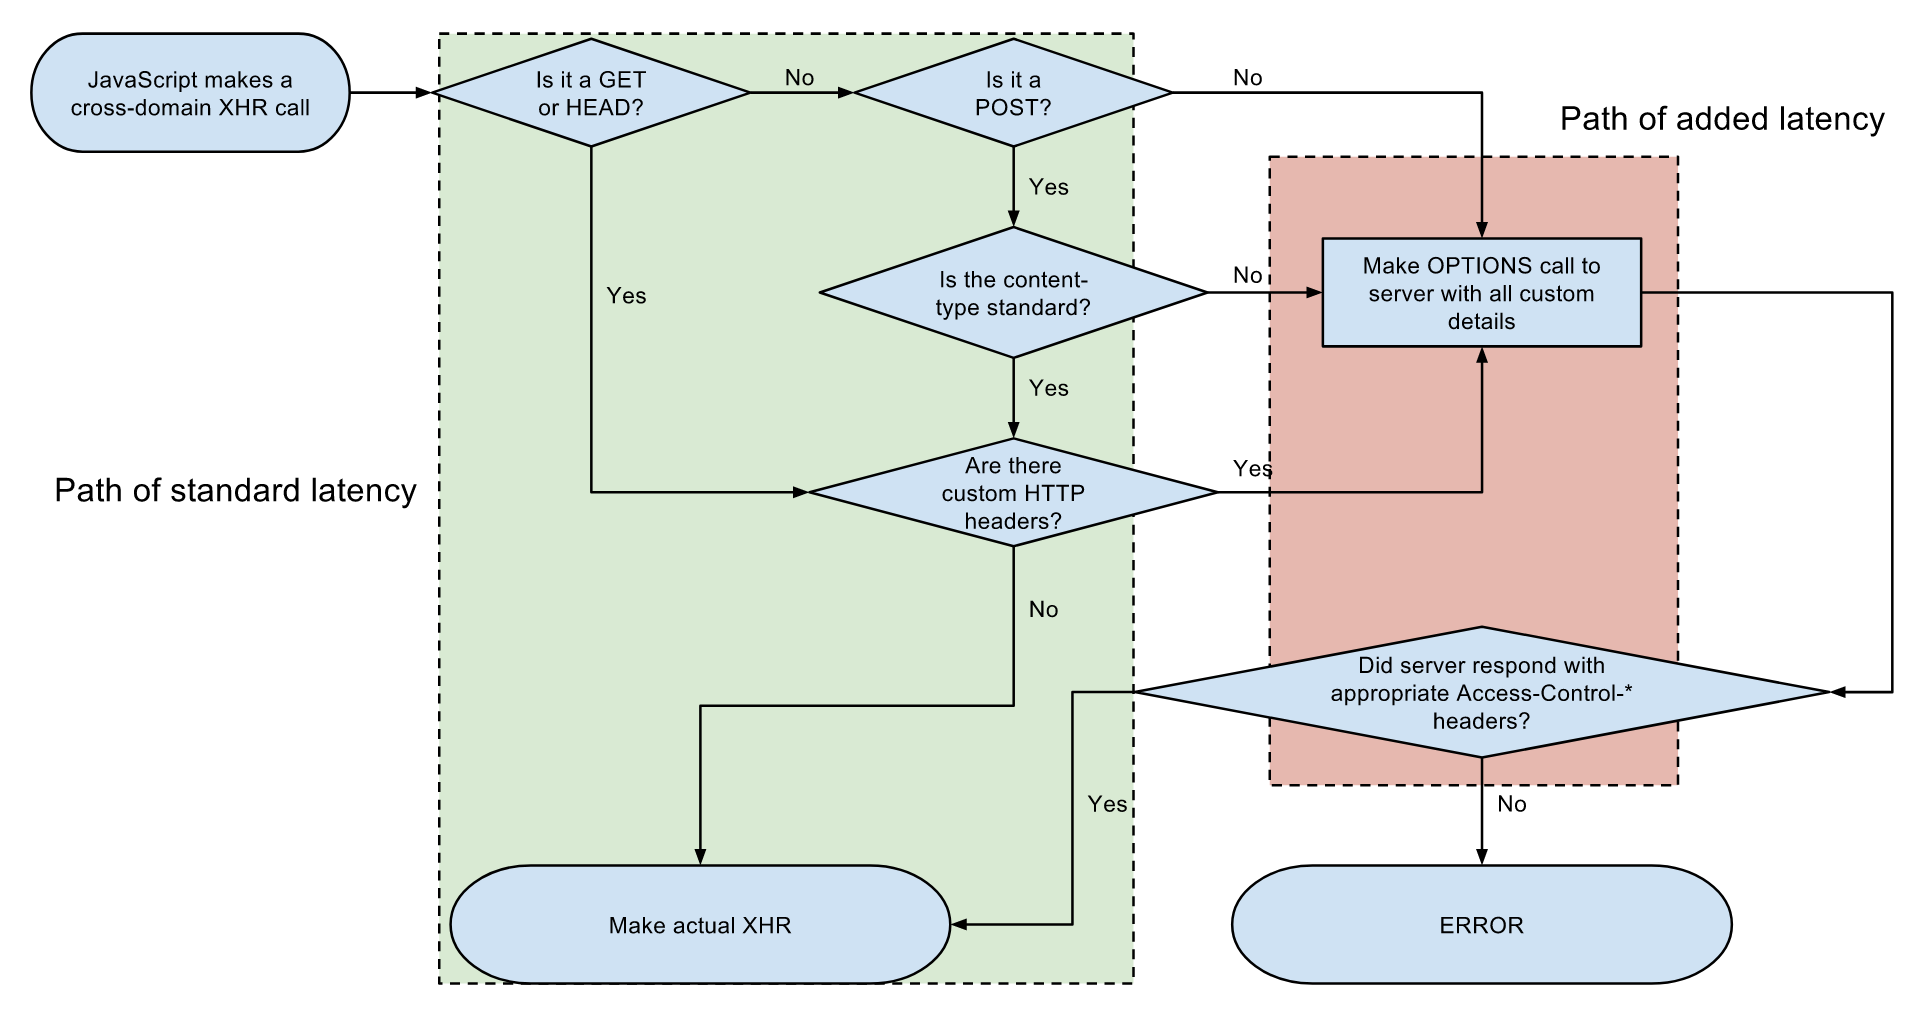 JavaScript makes a
cross-domain XHR call
Is it a GET
or HEAD?
No
Is it a
POST?
No
Path of added latency
Yes
Yes
Is the content-
type standard?
No
Make OPTIONS call to
server with all custom
details
Yes
Path of standard latency
Are there
custom HTTP
headers?
Yes
No
Did server respond with
appropriate Access-Control-*
headers?
Yes
No
Make actual XHR
ERROR